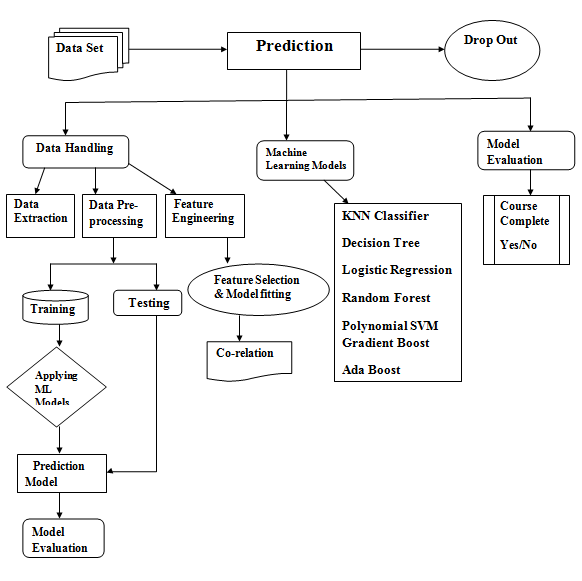 Data Set
Prediction
Drop Out
Data Handling
Machine
Learning Models
Model
Evaluation
Data
Extraction
Data Pre-
processing
Feature
Engineering
KNN Classifier
Decision Tree
Logistic Regression
Random Forest
Polynomial SVM
Gradient Boost
Ada Boost
Course
Complete
Yes/No
Feature Selection
& Model fitting
Training
Testing
Co-relation
Applying
ML
Models
Prediction
Model
Model
Evaluation